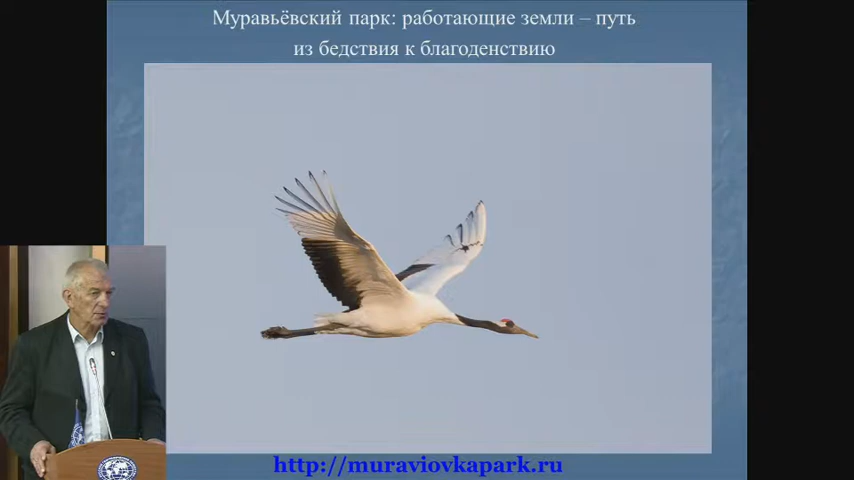 Муравьёвский парк: работающие земли – путь
из бедствия к благоденствию
http://muraviovkapark.ru